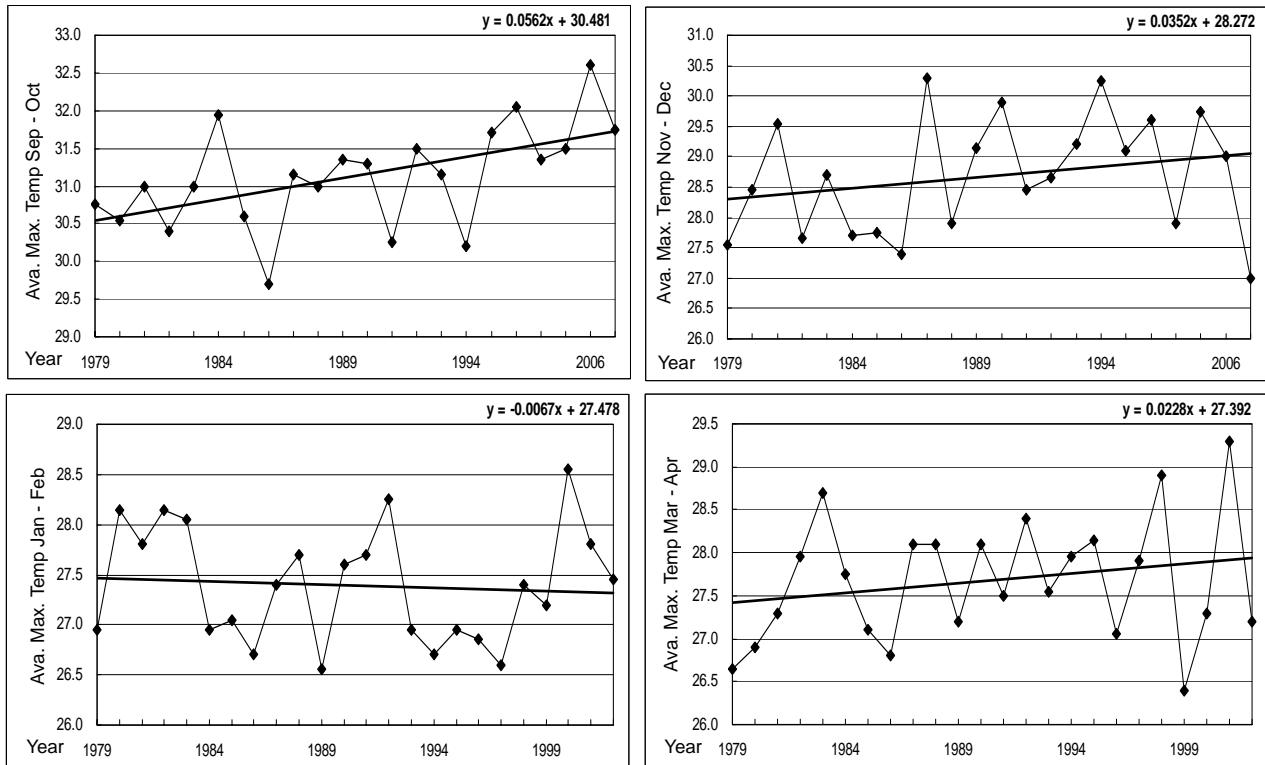 y = 0.0562x + 30.481
Ava. Max. Temp Sep - Oct
33.0
32.5
32.0
31.5
31.0
30.5
30.0
29.5
29.0
Year
1979 1984 1989 1994 2006
y = 0.0352x + 28.272
Ava. Max. Temp Nov - Dec
31.0
30.5
30.0
29.5
29.0
28.5
28.0
27.5
27.0
26.5
26.0
Year
1979 1984 1989 1994 2006
y = -0.0067x + 27.478
Ava. Max. Temp Jan - Feb
29.0
28.5
28.0
27.5
27.0
26.5
26.0
Year
1979 1984 1989 1994 1999
y = 0.0228x + 27.392
Ava. Max. Temp Mar - Apr
29.5
29.0
28.5
28.0
27.5
27.0
26.5
26.0
Year
1979 1984 1989 1994 1999